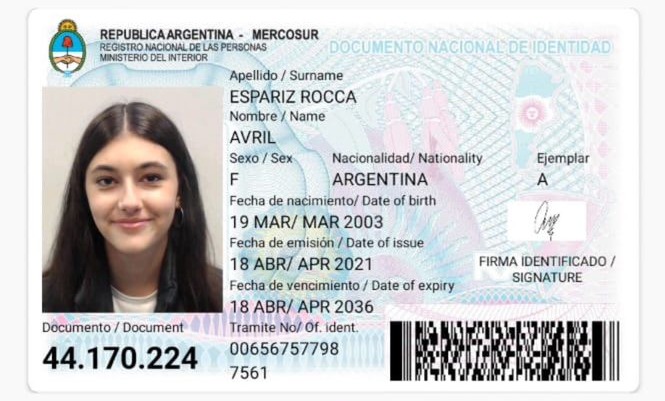 REPUBLICA ARGENTINA - MERCOSUR
REGISTRO NACIONAL DE LAS PERSONAS
MINISTERIO DEL INTERIOR
DOCUMENTO NACIONAL DE IDENTIDAD
Apellido / Surname
ESPARIZ ROCCA
Nombre / Name
AVRIL
Sexo / Sex Nacionalidad/ Nationality Ejemplar
F ARGENTINA A
Fecha de nacimiento/ Date of birth
19 MAR/ MAR 2003
Fecha de emisión / Date of issue
18 ABR/ APR 2021
FIRMA IDENTIFICADO /
SIGNATURE
Fecha de vencimiento / Date of expiry
18 ABR/ APR 2036
Documento / Document
44.170.224
Tramite No/ Of. ident.
00656757798
7561